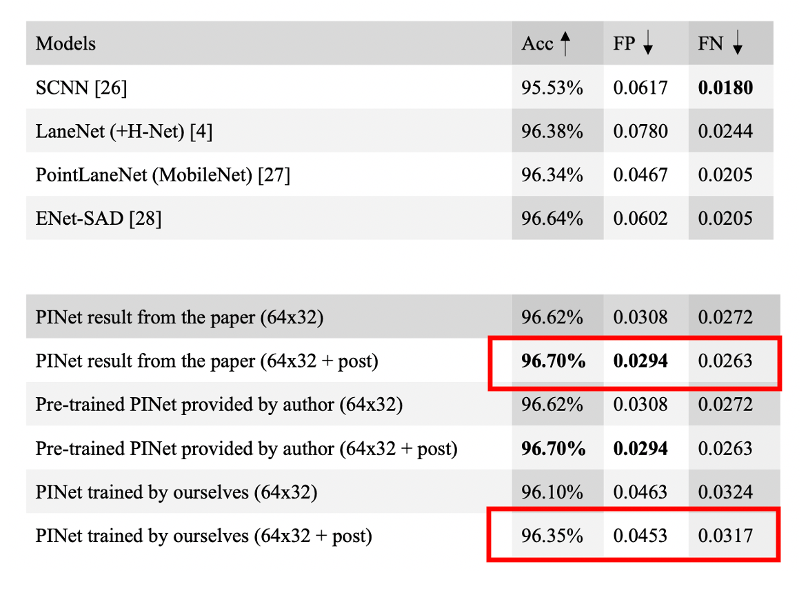 Models Acc ↑ FP ↓ FN ↓
SCNN [26] 95.53% 0.0617 0.0180
LaneNet (+H-Net) [4] 96.38% 0.0780 0.0244
PointLaneNet (MobileNet) [27] 96.34% 0.0467 0.0205
ENet-SAD [28] 96.64% 0.0602 0.0205
PINet result from the paper (64x32) 96.62% 0.0308 0.0272
PINet result from the paper (64x32 + post) 96.70% 0.0294 0.0263
Pre-trained PINet provided by author (64x32) 96.62% 0.0308 0.0272
Pre-trained PINet provided by author (64x32 + post) 96.70% 0.0294 0.0263
PINet trained by ourselves (64x32) 96.10% 0.0463 0.0324
PINet trained by ourselves (64x32 + post) 96.35% 0.0453 0.0317